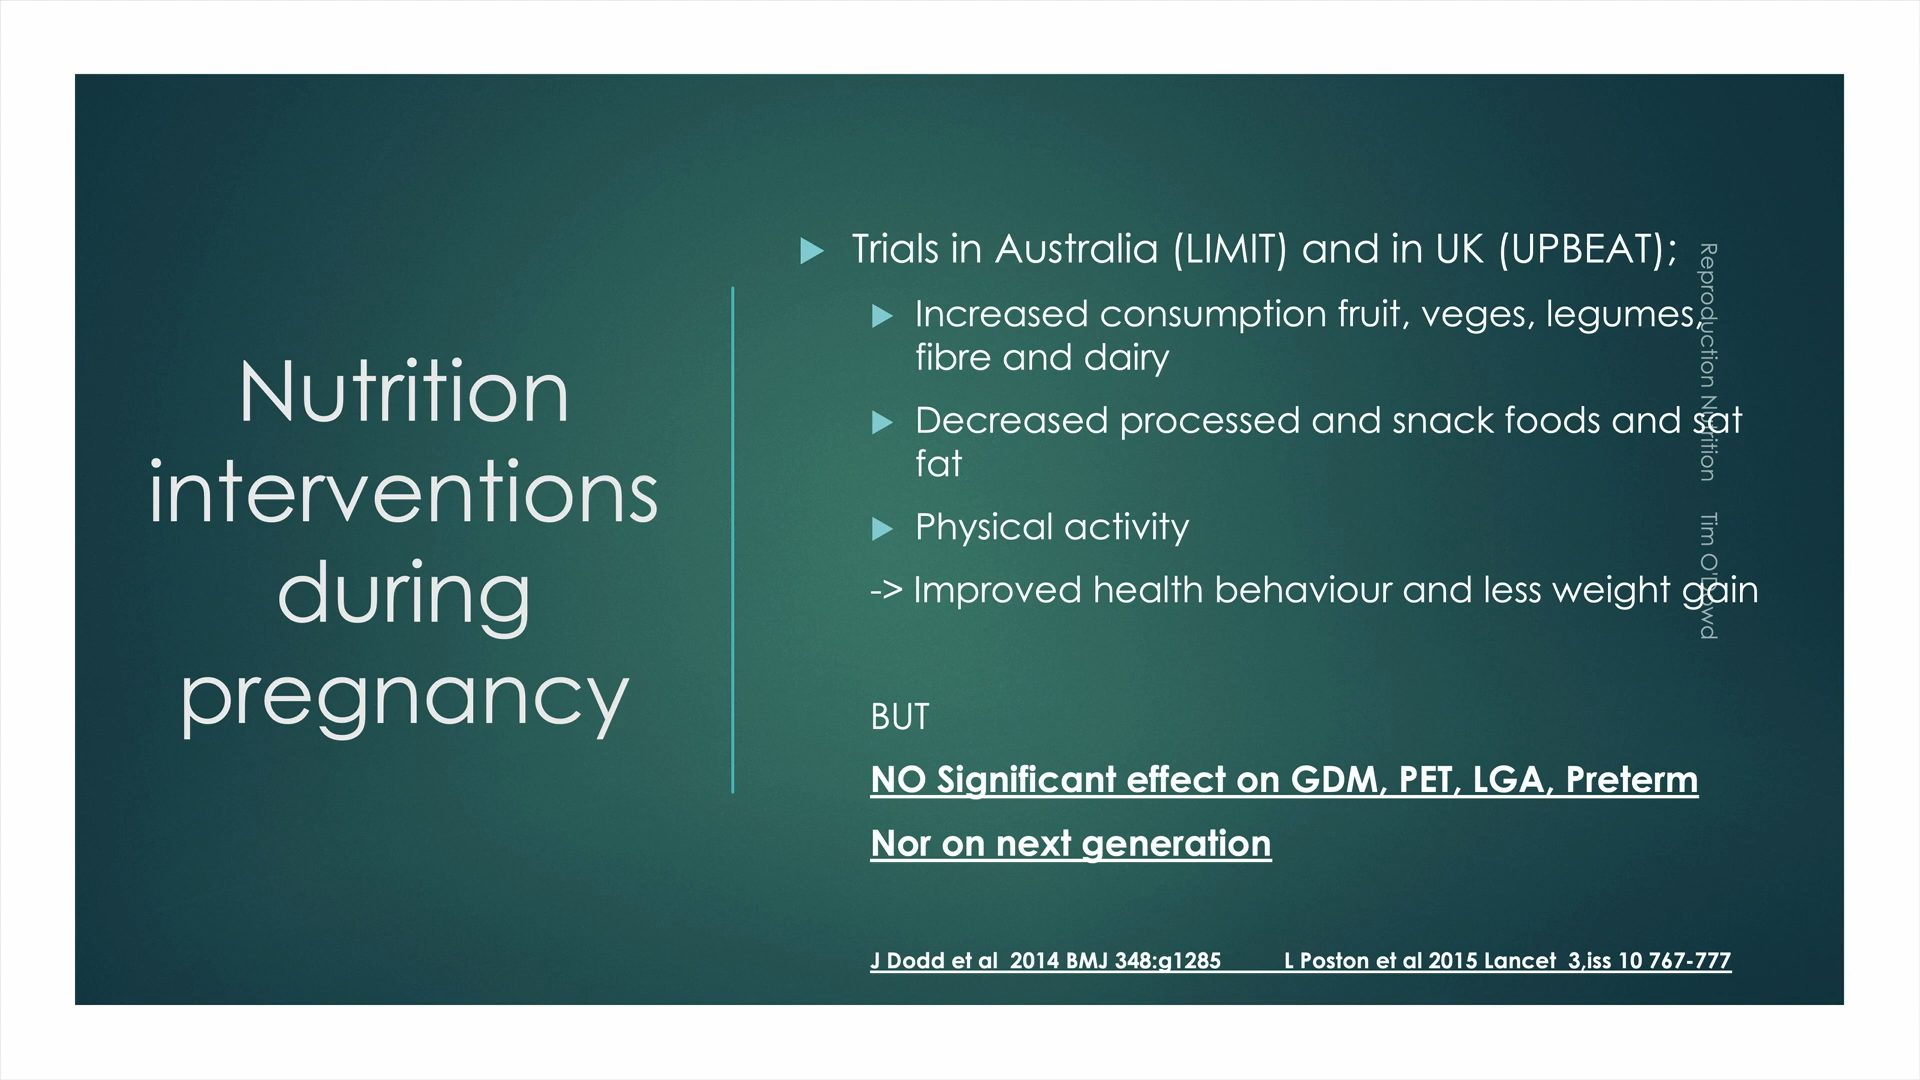 Nutrition
interventions
during
pregnancy
Trials in Australia (LIMIT) and in UK (UPBEAT);
Increased consumption fruit, veges, legumes,
fibre and dairy
Decreased processed and snack foods and sat
fat
Physical activity
-> Improved health behaviour and less weight gain
BUT
NO Significant effect on GDM, PET, LGA, Preterm
Nor on next generation
J Dodd et al 2014 BMJ 348:g1285 L Poston et al 2015 Lancet 3,iss 10 767-777
Reproduction Nutrition Tim O'Dowd